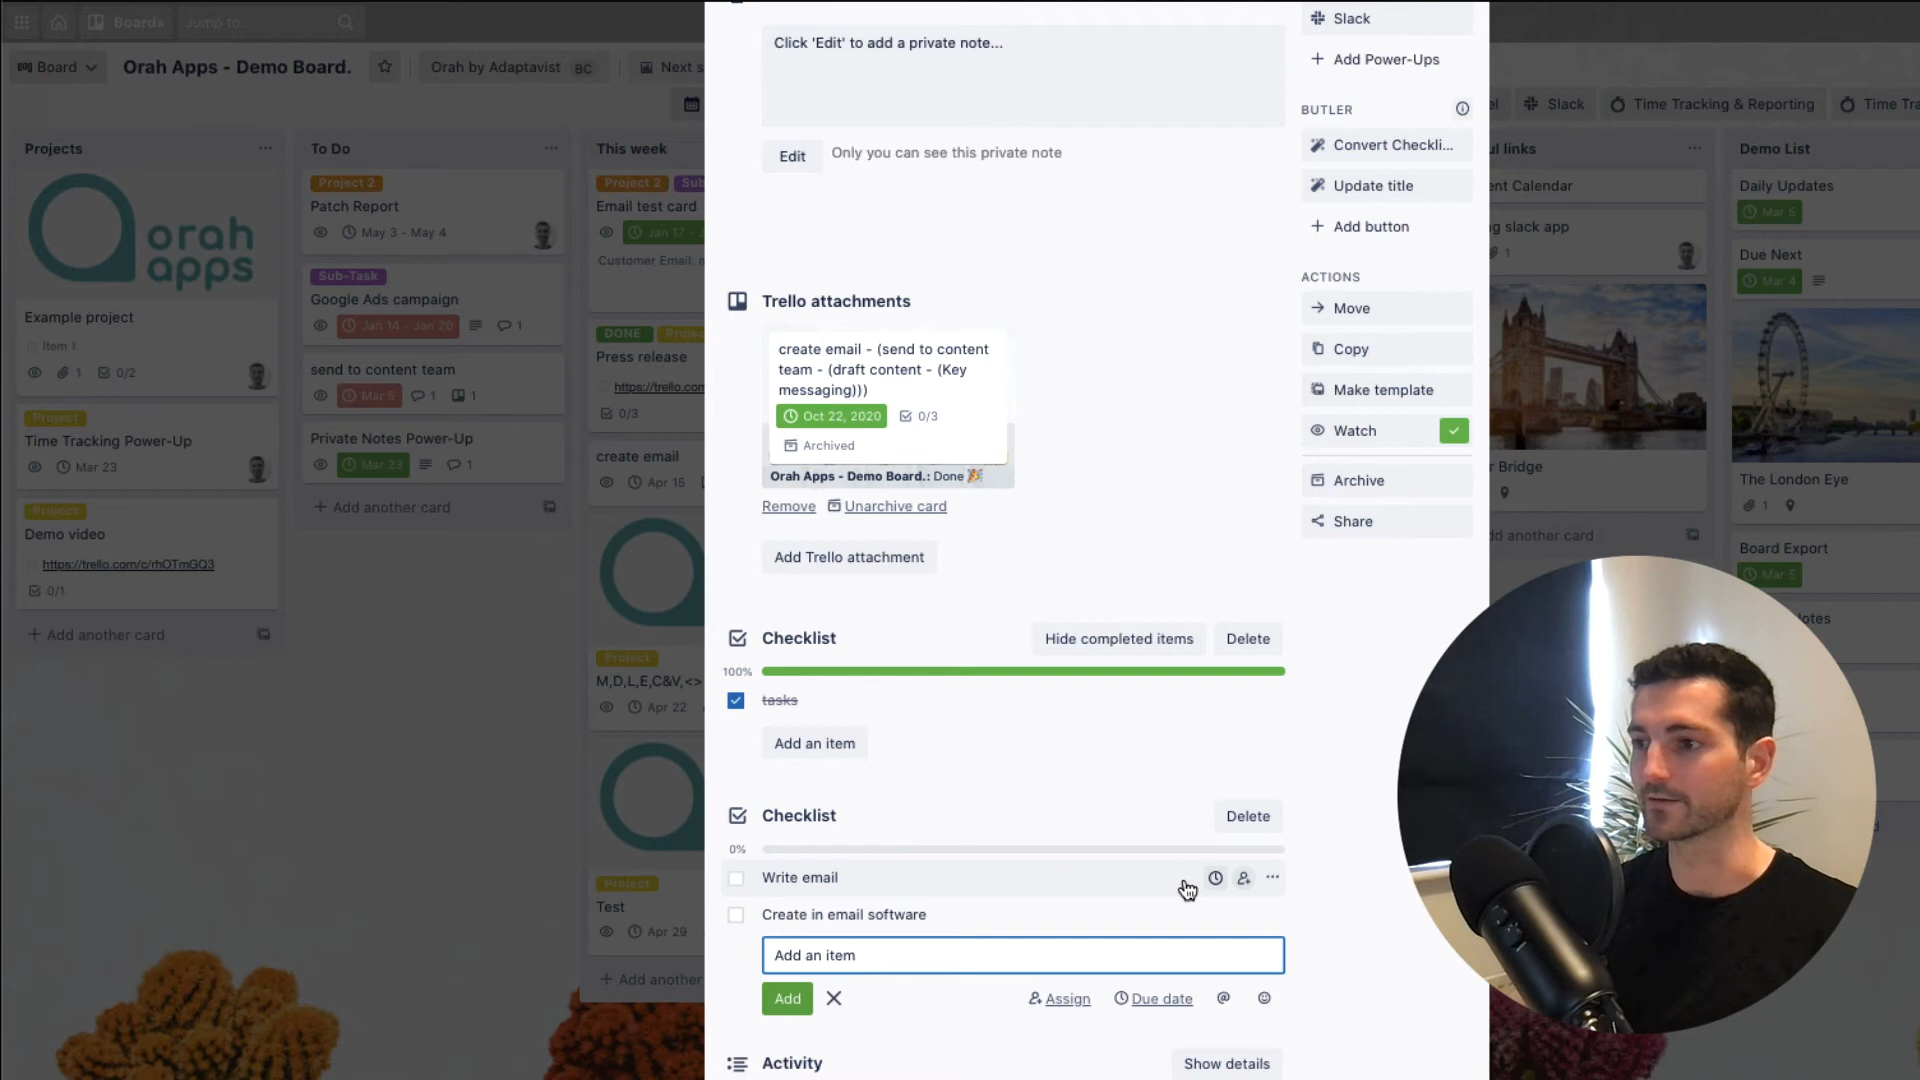 Boards
Jump to...
Board
Orah Apps - Demo Board.
Orah by Adaptavist
BC
Next s
Slack
Time Tracking & Reporting
Time Tra
Projects
orah
apps
Example project
Item 1
1
0/2
Project
Time Tracking Power-Up
Mar 23
Project
Demo video
https://trello.com/c/rhOTmGQ3
0/1
+ Add another card
To Do
Project 2
Patch Report
May 3 - May 4
Sub-Task
Google Ads campaign
Jan 14 - Jan 20
1
send to content team
Mar 5
1
1
Private Notes Power-Up
Mar 23
1
+ Add another card
This week
Project 2
Sub
Email test card
Jan 17 - J
Customer Email: r
DONE
Proje
Press release
https://trello.com
0/3
create email
Apr 15
Project
M,D,L,E,C&V,<>
Apr 22
Project
Test
Apr 29
+ Add another
Click 'Edit' to add a private note...
Edit
Only you can see this private note
Trello attachments
create email - (send to content
team - (draft content - (Key
messaging)))
Oct 22, 2020
0/3
Archived
Orah Apps - Demo Board.: Done 🎉
Remove
Unarchive card
Add Trello attachment
Checklist
Hide completed items
Delete
100%
tasks
Add an item
Checklist
Delete
0%
Write email
Create in email software
Add an item
Add
Assign
Due date
@
Activity
Show details
Slack
+ Add Power-Ups
BUTLER
Convert Checkli...
Update title
+ Add button
ACTIONS
→ Move
Copy
Make template
Watch
Archive
Share
ul links
ent Calendar
g slack app
1
r Bridge
dd another card
Demo List
Daily Updates
Mar 5
Due Next
Mar 4
The London Eye
1
Board Export
Mar 5
lotes